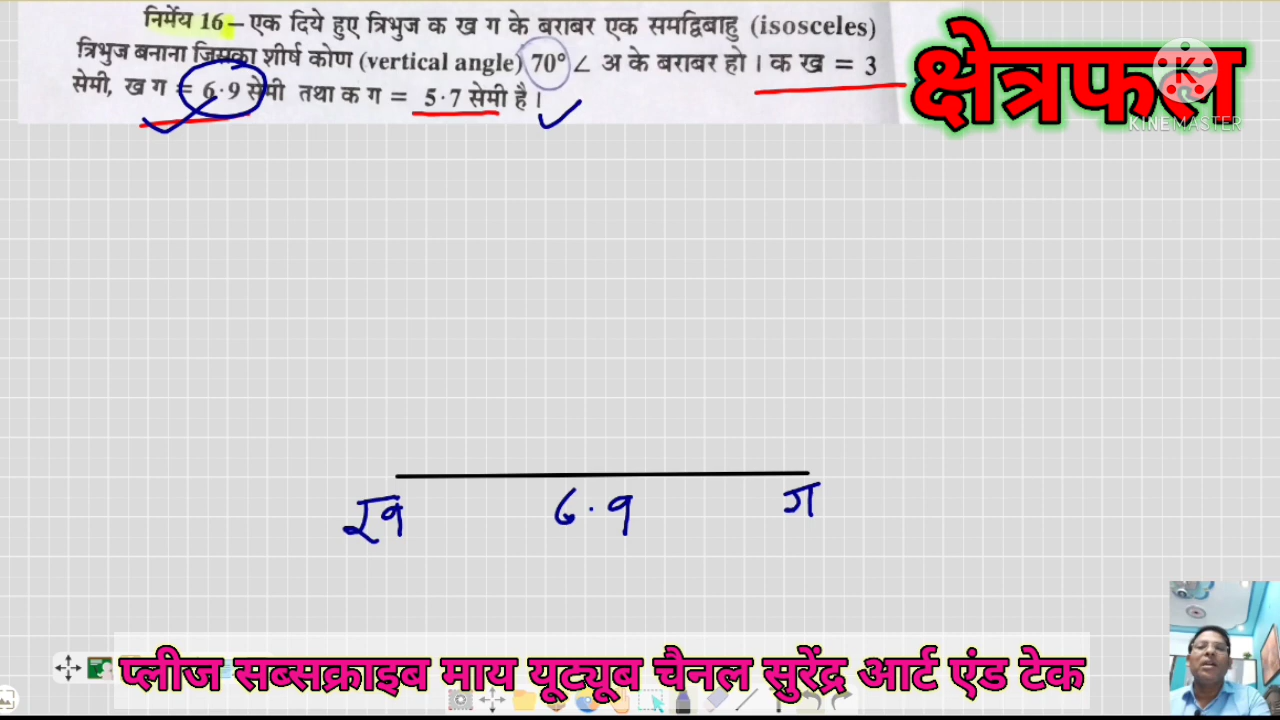 निर्मेय 16– एक दिये हुए त्रिभुज क ख ग के बराबर एक समद्विबाहु (isosceles)
त्रिभुज बनाना जिसका शीर्ष कोण (vertical angle) 70° ∠ अ के बराबर हो । क ख = 3
सेमी, ख ग = 6·9 सेमी तथा क ग = 5·7 सेमी है ।
क्षेत्रफल
K
KINEMASTER
ख 6.9 ग
प्लीज सब्सक्राइब माय यूट्यूब चैनल सुरेंद्र आर्ट एंड टेक